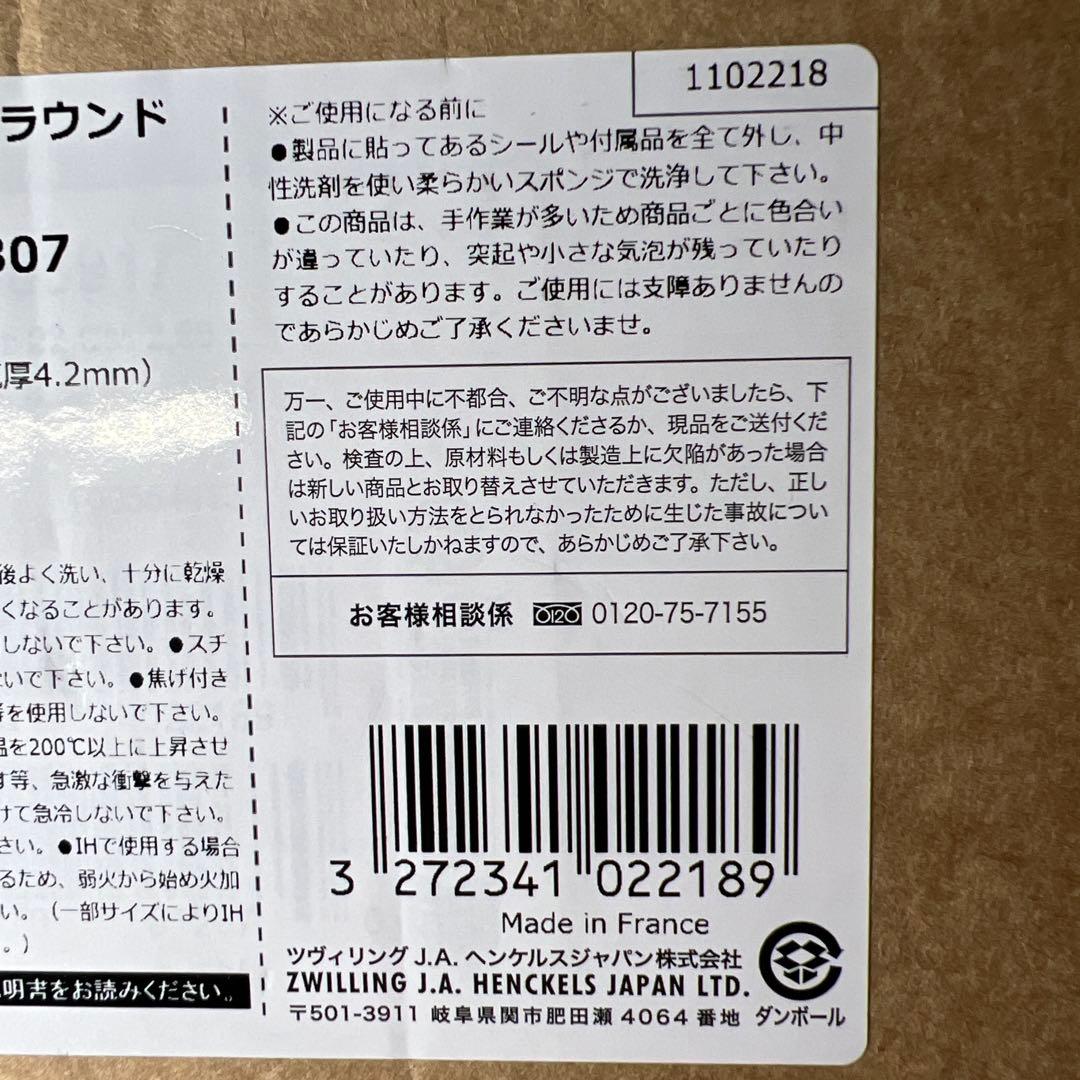 ラウンド
307
厚4.2mm)
後よく洗い、十分に乾燥
くなることがあります。
しないで下さい。●スチ
いで下さい。●焦げ付き
を使用しないで下さい。
温を200℃以上に上昇させ
す等、急激な衝撃を与えた
けて急冷しないで下さい。
さい。●IHで使用する場合
るため、弱火から始め火加
い。(一部サイズによりIH
。)
明書をお読みください。
1102218
※ご使用になる前に
●製品に貼ってあるシールや付属品を全て外し、中
性洗剤を使い柔らかいスポンジで洗浄して下さい。
●この商品は、手作業が多いため商品ごとに色合い
が違っていたり、突起や小さな気泡が残っていたり
することがあります。ご使用には支障ありませんの
であらかじめご了承くださいませ。
万一、ご使用中に不都合、ご不明な点がございましたら、下
記の「お客様相談係」にご連絡くださるか、現品をご送付くだ
さい。検査の上、原材料もしくは製造上に欠陥があった場合
は新しい商品とお取り替えさせていただきます。ただし、正し
いお取り扱い方法をとられなかったために生じた事故につい
ては保証いたしかねますので、あらかじめご了承下さい。
お客様相談係 0120 0120-75-7155
3 272341 022189
Made in France
ツヴィリング J.A. ヘンケルスジャパン株式会社
ZWILLING J.A. HENCKELS JAPAN LTD.
〒501-3911 岐阜県関市肥田瀬 4064 番地 ダンボール